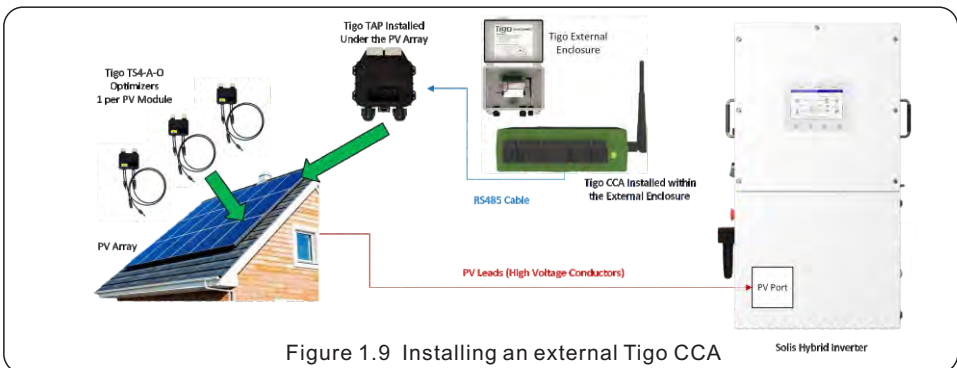 Tigo TAP Installed
Under the PV Array
Tigo
Tigo External
Enclosure
Tigo TS4-A-O
Optimizers
1 per PV Module
Tigo CCA Installed within
the External Enclosure
RS485 Cable
PV Array
PV Leads (High Voltage Conductors)
PV Port
Solis Hybrid Inverter
Figure 1.9 Installing an external Tigo CCA